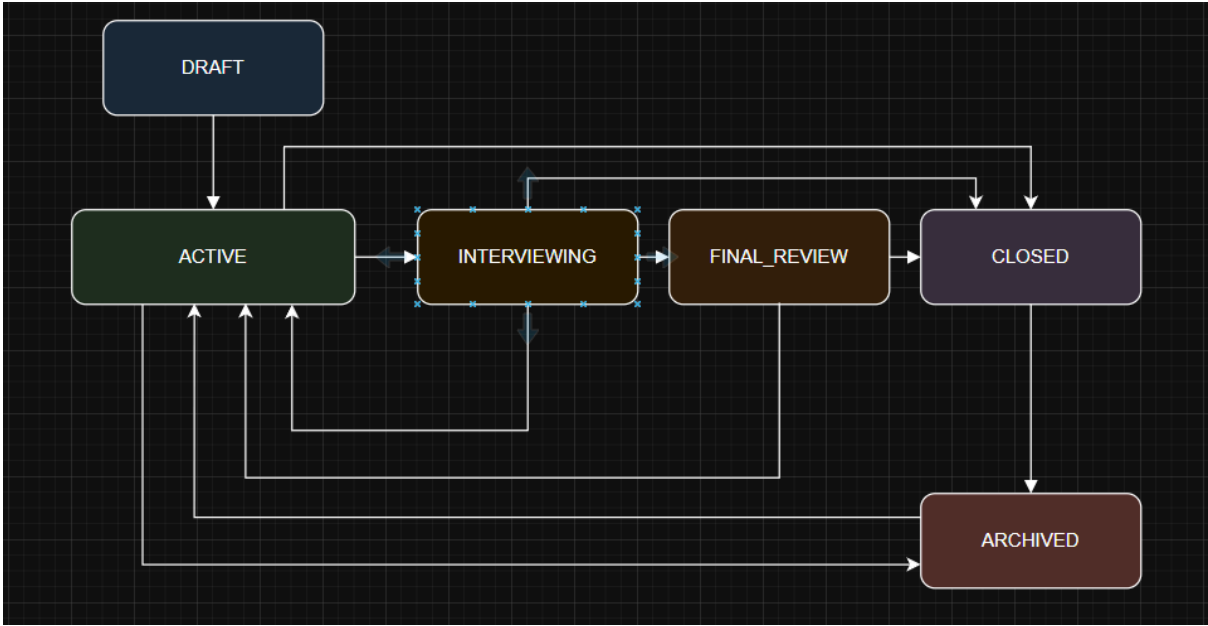 DRAFT
ACTIVE
INTERVIEWING
FINAL_REVIEW
CLOSED
ARCHIVED